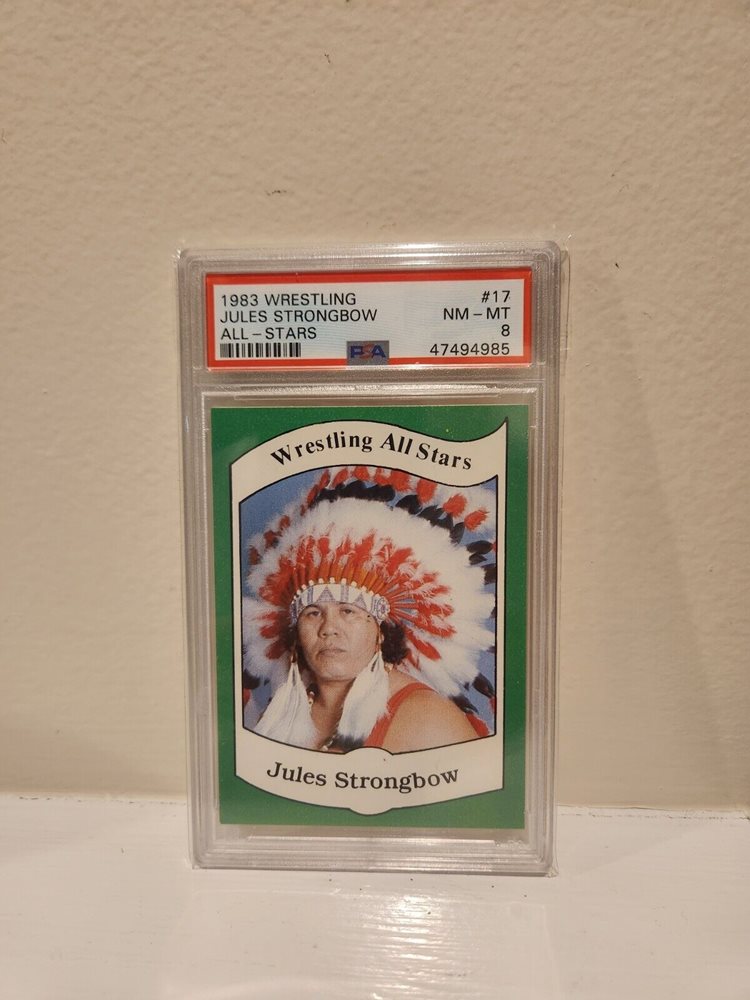 1983 WRESTLING #17
JULES STRONGBOW NM - MT
ALL - STARS 8
PSA 47494985
Wrestling All Stars
Jules Strongbow